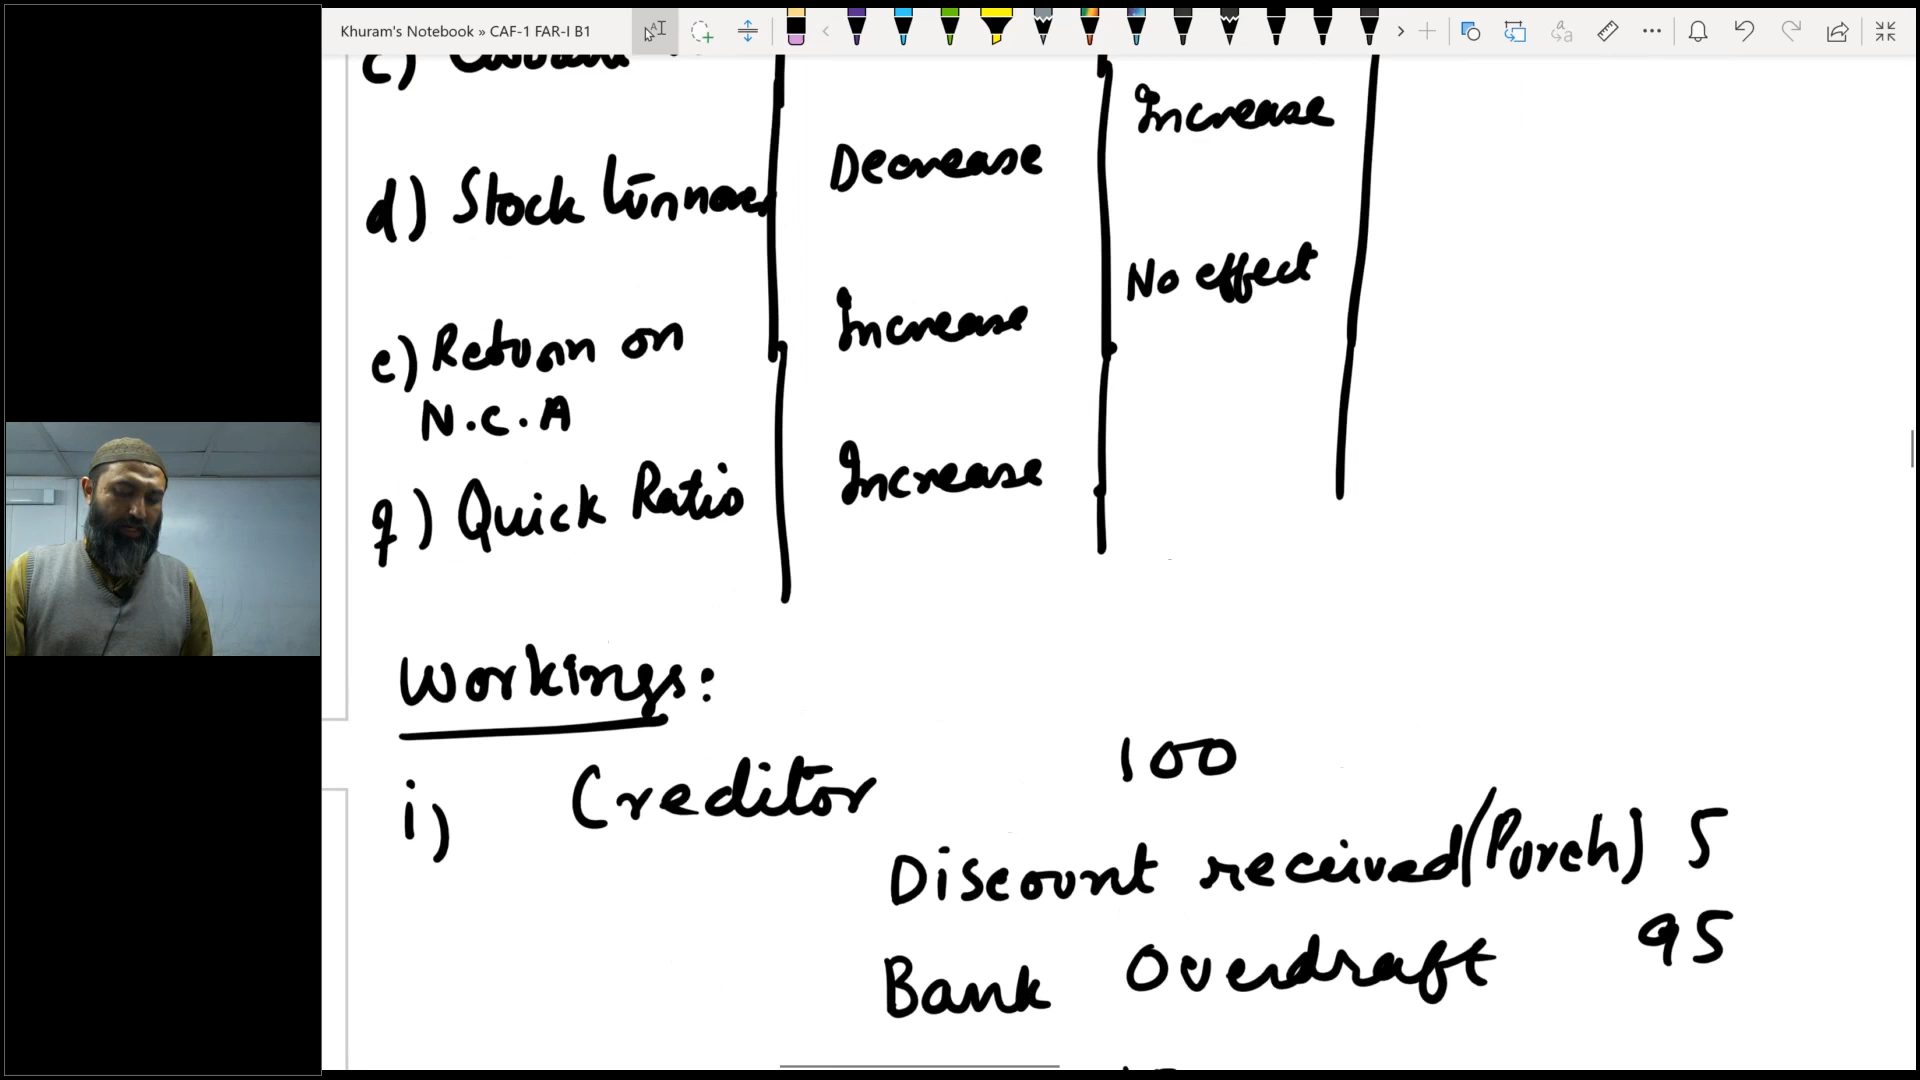 Khuram's Notebook » CAF-1 FAR-I B1
c)
Increase
d) Stock turnover Decrease
No effect
e) Return on Increase
N.C.A
f) Quick Ratio Increase
Workings:
i) Creditor 100
Discount received (Purch) 5
Bank Overdraft 95